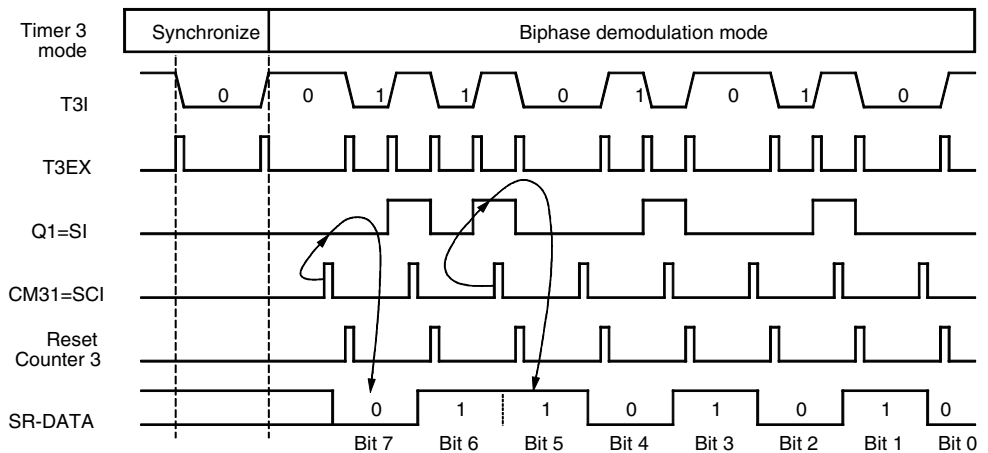 Timer 3
mode
Synchronize
Biphase demodulation mode
T3I
0 0 1 1 0 1 0 1 0
T3EX
Q1=SI
CM31=SCI
Reset
Counter 3
SR-DATA
0 1 1 0 1 0 1 0
Bit 7 Bit 6 Bit 5 Bit 4 Bit 3 Bit 2 Bit 1 Bit 0